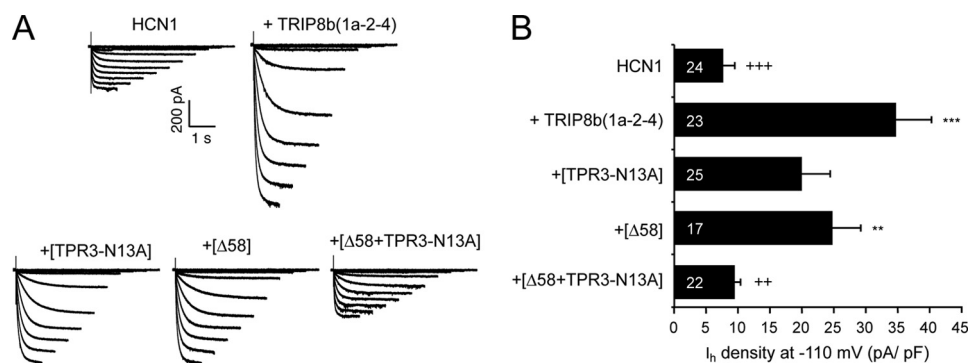 A
HCN1
+ TRIP8b(1a-2-4)
200 pA
1 s
+[TPR3-N13A]
+[Δ58]
+[Δ58+TPR3-N13A]
B
HCN1
24
+++
+ TRIP8b(1a-2-4)
23
***
+[TPR3-N13A]
25
+[Δ58]
17
**
+[Δ58+TPR3-N13A]
22
++
0 5 10 15 20 25 30 35 40 45
Ih density at -110 mV (pA/ pF)